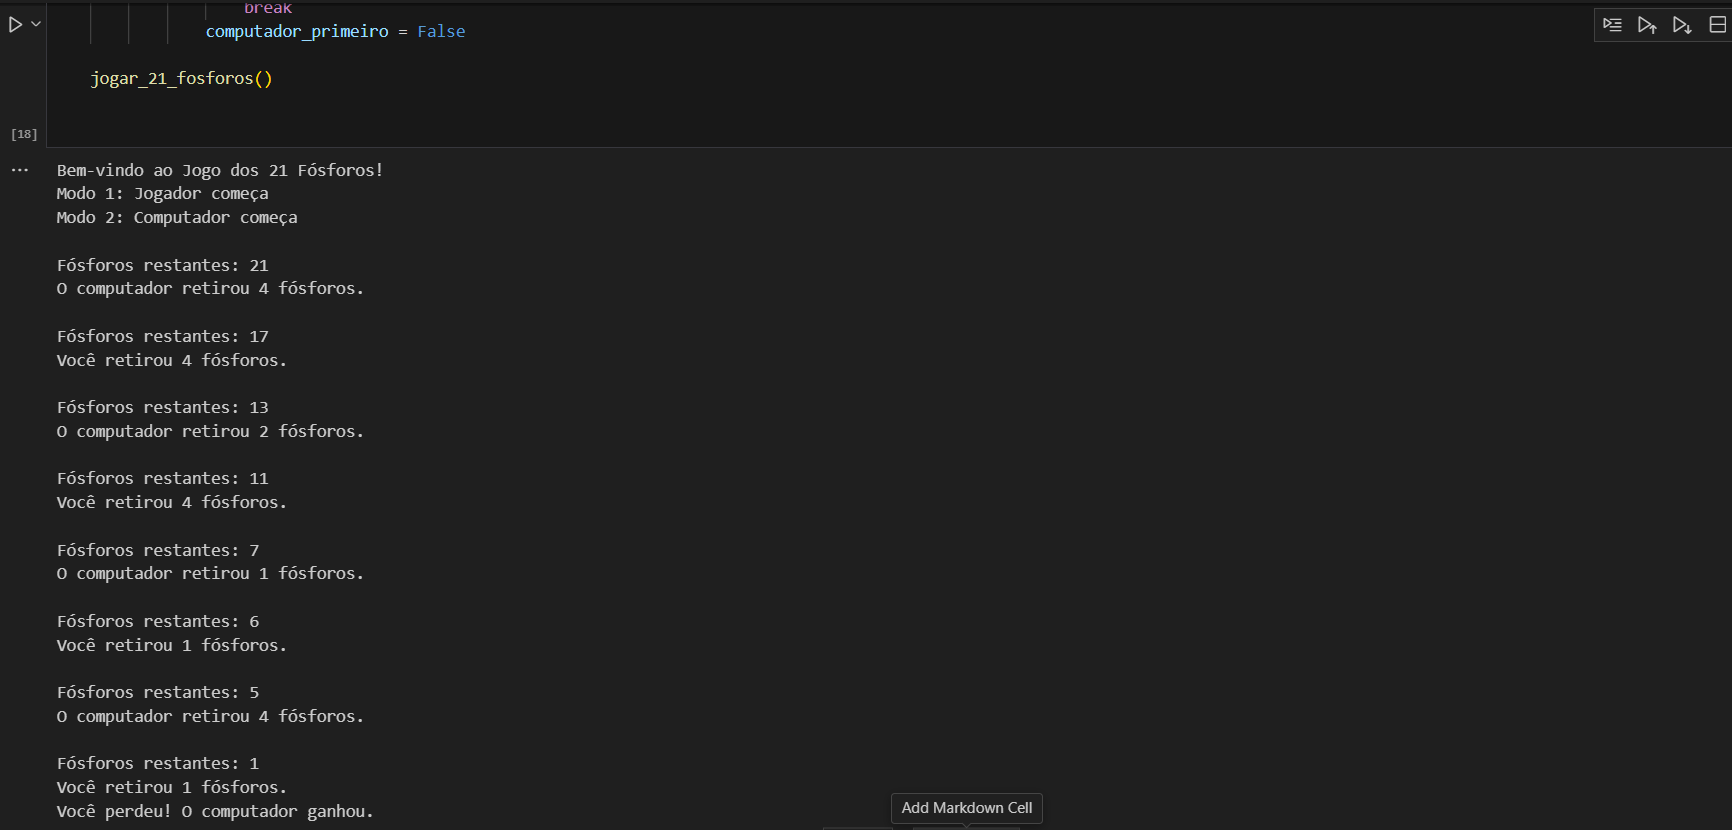 break
computador_primeiro = False
jogar_21_fosforos()
[18]
...
Bem-vindo ao Jogo dos 21 Fósforos!
Modo 1: Jogador começa
Modo 2: Computador começa
Fósforos restantes: 21
O computador retirou 4 fósforos.
Fósforos restantes: 17
Você retirou 4 fósforos.
Fósforos restantes: 13
O computador retirou 2 fósforos.
Fósforos restantes: 11
Você retirou 4 fósforos.
Fósforos restantes: 7
O computador retirou 1 fósforos.
Fósforos restantes: 6
Você retirou 1 fósforos.
Fósforos restantes: 5
O computador retirou 4 fósforos.
Fósforos restantes: 1
Você retirou 1 fósforos.
Você perdeu! O computador ganhou.
Add Markdown Cell